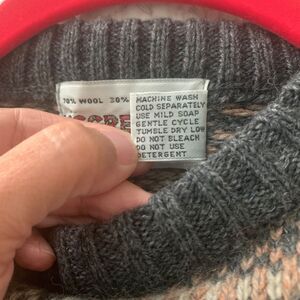 70% WOOL 30%
MACHINE WASH
COLD SEPARATELY
USE MILD SOAP
GENTLE CYCLE
TUMBLE DRY LOW
DO NOT BLEACH
DO NOT USE
DETERGENT